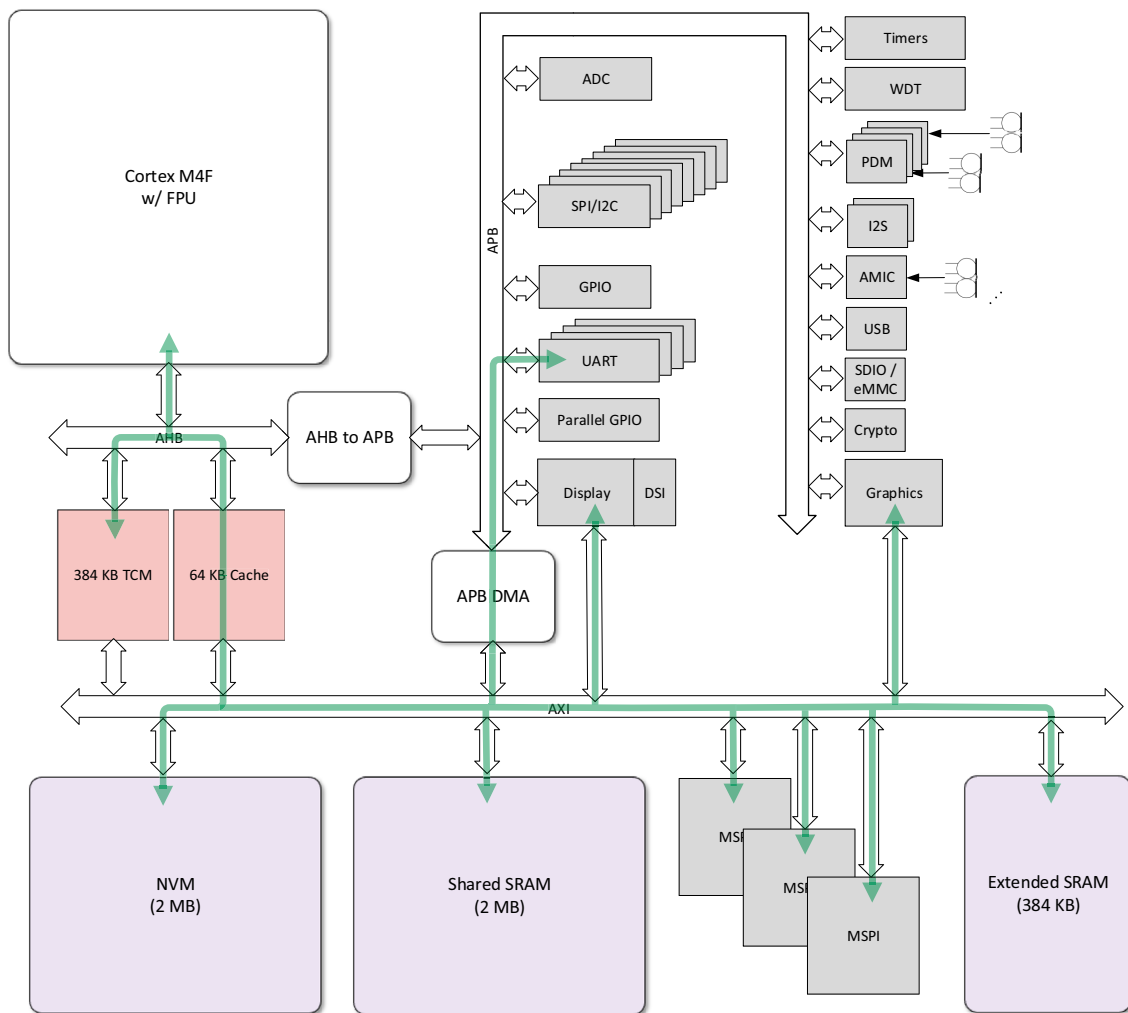 Cortex M4F
w/ FPU
AHB
AHB to APB
384 KB TCM
64 KB Cache
APB
ADC
SPI/I2C
GPIO
UART
Parallel GPIO
Display
DSI
APB DMA
Timers
WDT
PDM
I2S
AMIC
...
USB
SDIO /
eMMC
Crypto
Graphics
AXI
NVM
(2 MB)
Shared SRAM
(2 MB)
MSPI
MSPI
MSPI
Extended SRAM
(384 KB)